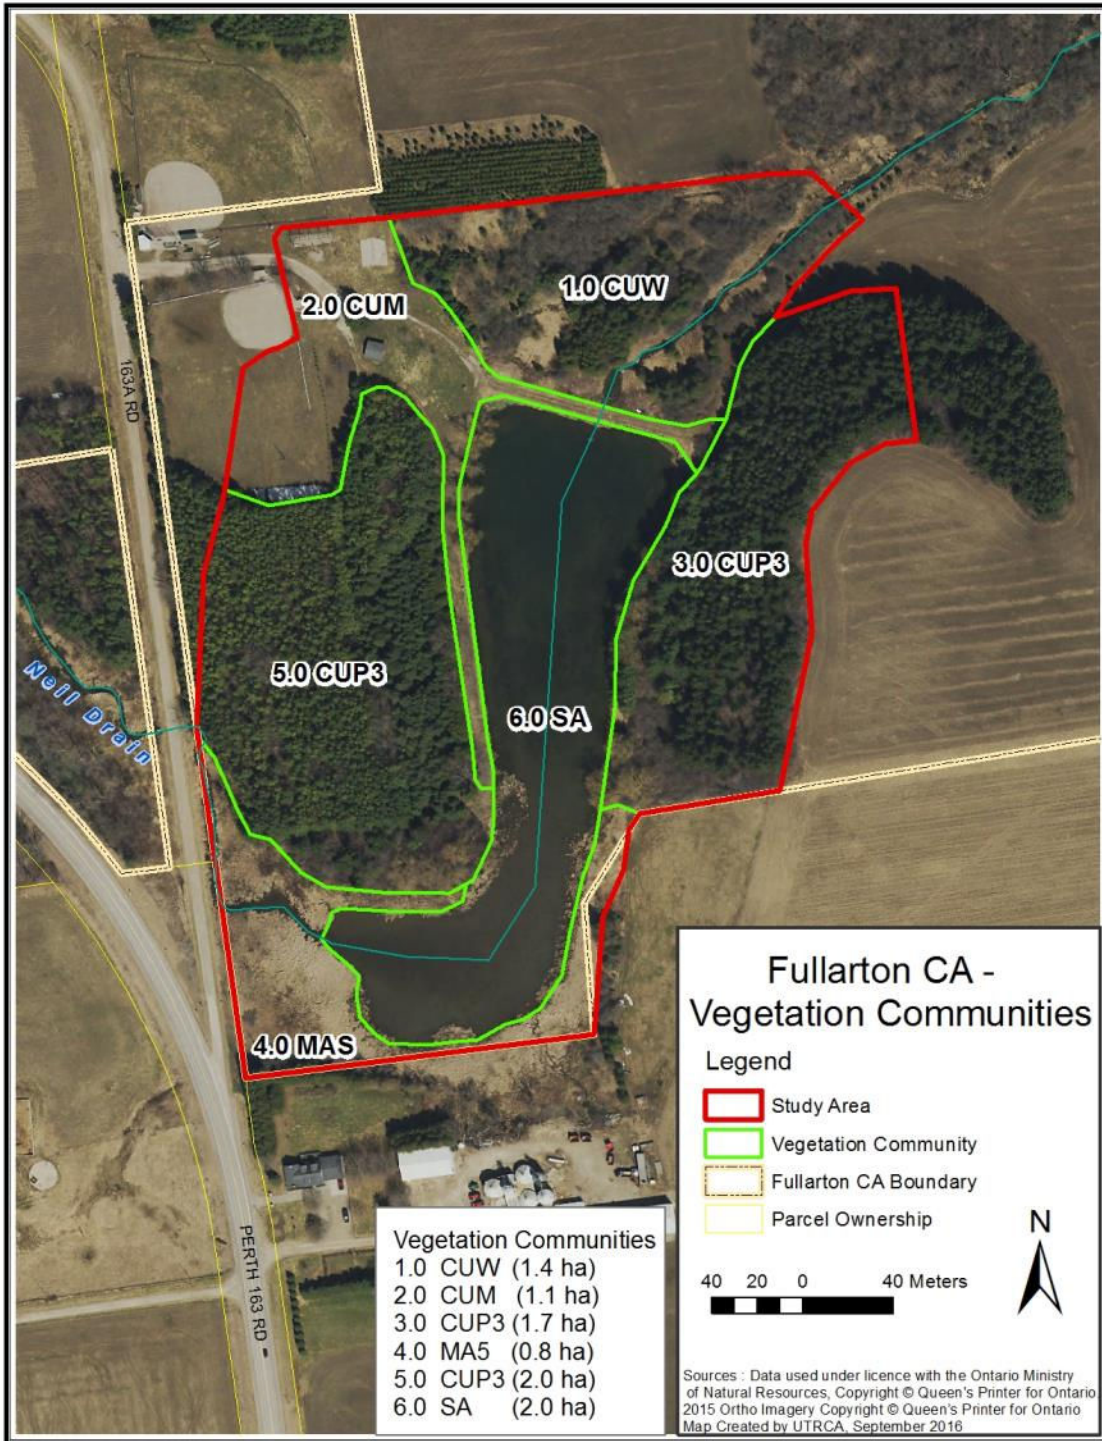 1.0 CUW
2.0 CUM
163A RD
3.0 CUP3
5.0 CUP3
Neil Drain
6.0 SA
4.0 MAS
PERTH 163 RD
Fullarton CA -
Vegetation Communities
Legend
Study Area
Vegetation Community
Fullarton CA Boundary
Parcel Ownership
N
40 20 0 40 Meters
Vegetation Communities
1.0 CUW (1.4 ha)
2.0 CUM (1.1 ha)
3.0 CUP3 (1.7 ha)
4.0 MA5 (0.8 ha)
5.0 CUP3 (2.0 ha)
6.0 SA (2.0 ha)
Sources : Data used under licence with the Ontario Ministry
of Natural Resources, Copyright © Queen's Printer for Ontario
2015 Ortho Imagery Copyright © Queen's Printer for Ontario
Map Created by UTRCA, September 2016